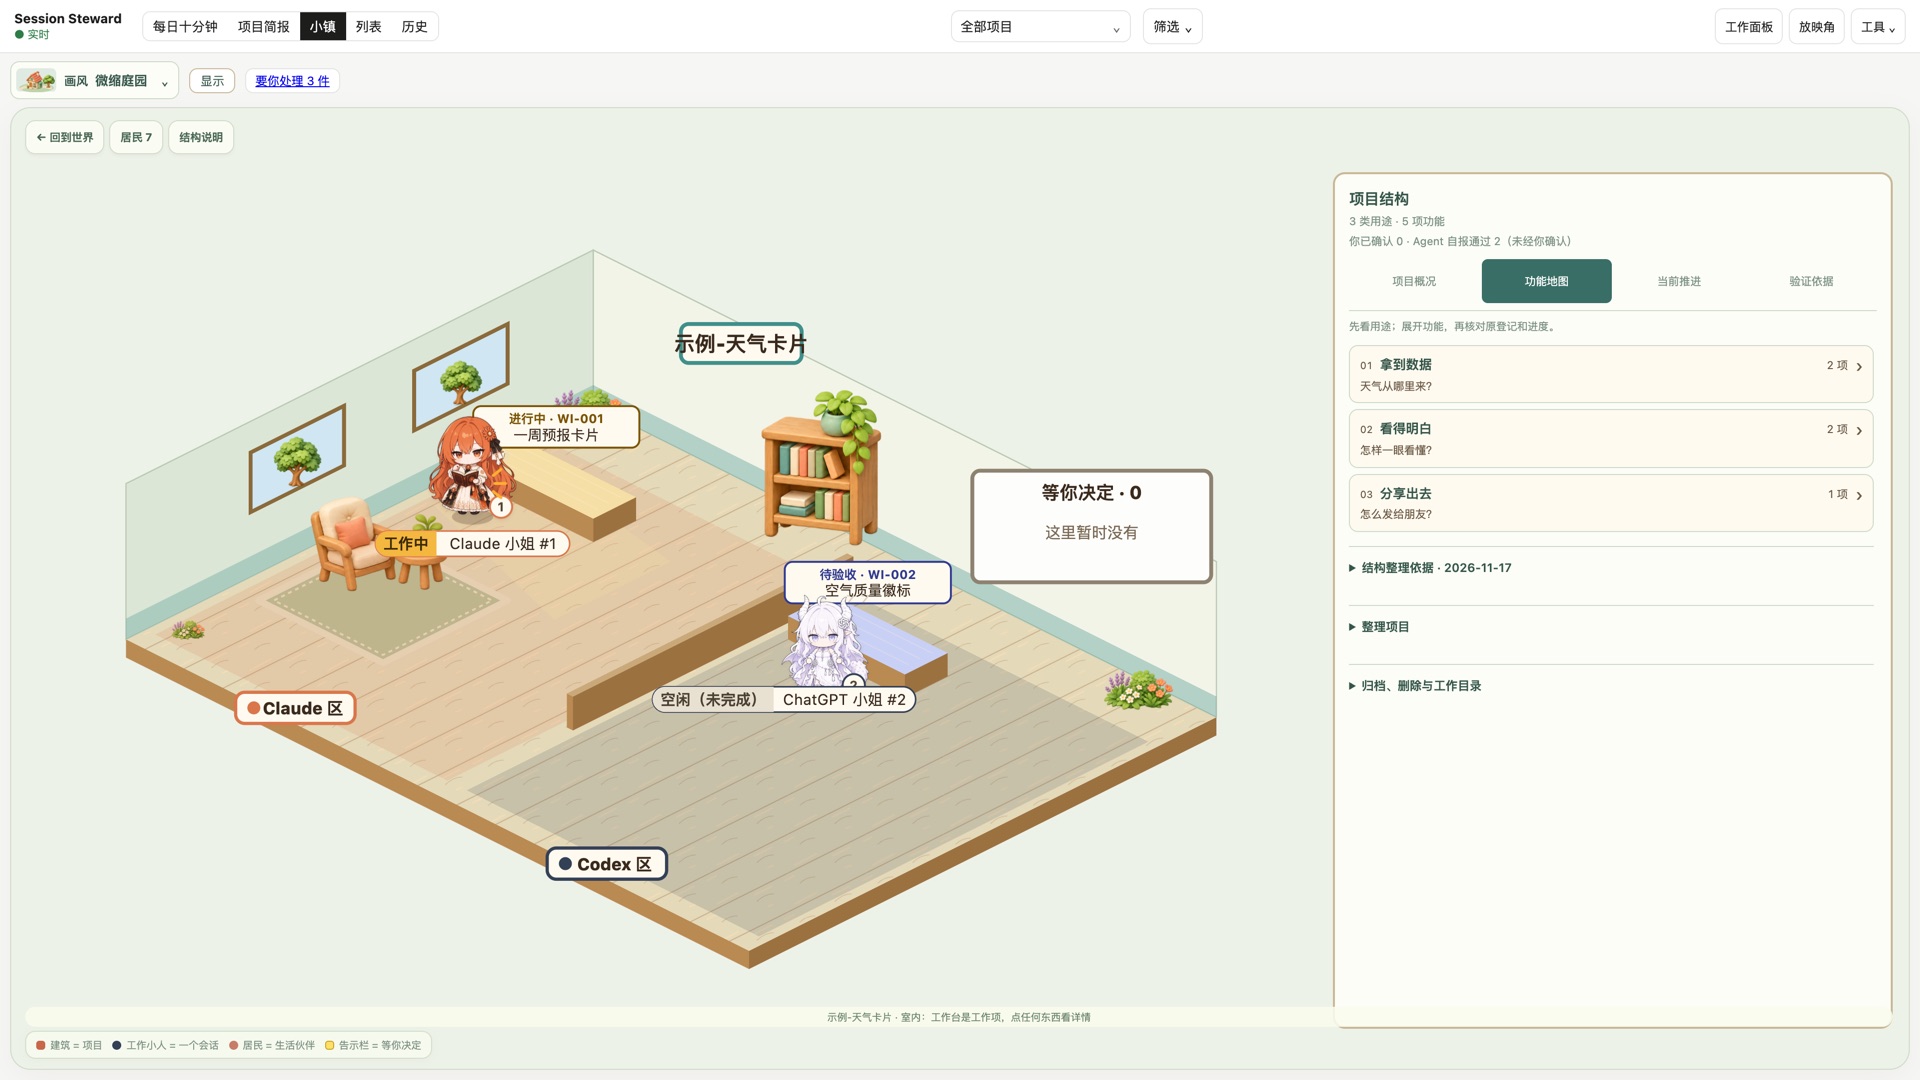 Session Steward
实时
每日十分钟
项目简报
小镇
列表
历史
全部项目
筛选
工作面板
放映角
工具
画风 微缩庭园
显示
要你处理 3 件
← 回到世界
居民 7
结构说明
示例-天气卡片
进行中 · WI-001
一周预报卡片
1
工作中 Claude 小姐 #1
等你决定 · 0
这里暂时没有
待验收 · WI-002
空气质量徽标
2
空闲（未完成） ChatGPT 小姐 #2
Claude 区
Codex 区
项目结构
3 类用途 · 5 项功能
你已确认 0 · Agent 自报通过 2（未经你确认）
项目概况
功能地图
当前推进
验证依据
先看用途；展开功能，再核对原登记和进度。
01 拿到数据
2 项
天气从哪里来?
02 看得明白
2 项
怎样一眼看懂?
03 分享出去
1 项
怎么发给朋友?
结构整理依据 · 2026-11-17
整理项目
归档、删除与工作目录
示例-天气卡片 · 室内：工作台是工作项，点任何东西看详情
建筑 = 项目
工作小人 = 一个会话
居民 = 生活伙伴
告示栏 = 等你决定